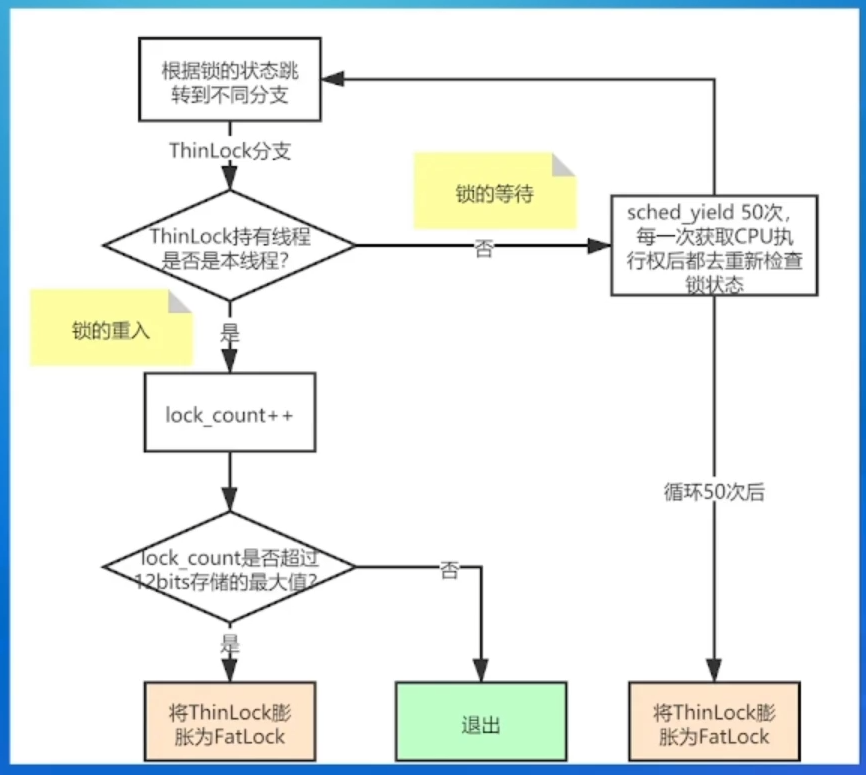 根据锁的状态跳
转到不同分支
ThinLock分支
锁的等待
ThinLock持有线程
是否是本线程?
否
sched_yield 50次，
每一次获取CPU执
行权后都去重新检查
锁状态
锁的重入
是
lock_count++
循环50次后
lock_count是否超过
12bits存储的最大值?
否
是
将ThinLock膨
胀为FatLock
退出
将ThinLock膨
胀为FatLock